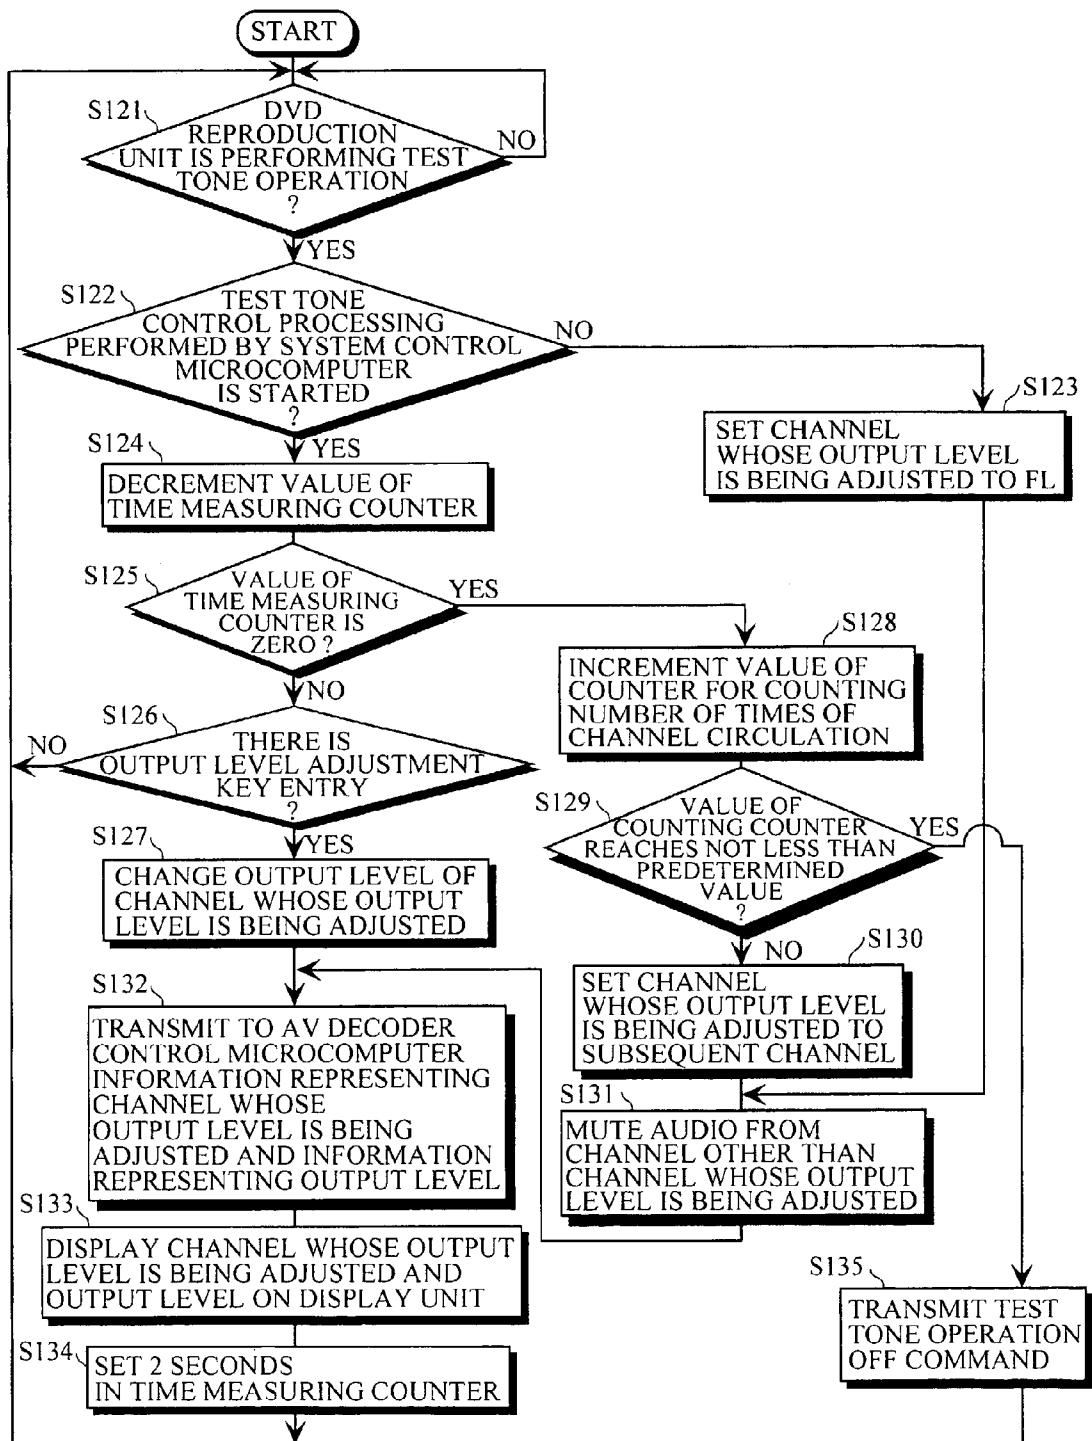 START
S121
DVD
REPRODUCTION
UNIT IS PERFORMING TEST
TONE OPERATION
?
NO
YES
S122
TEST TONE
CONTROL PROCESSING
PERFORMED BY SYSTEM CONTROL
MICROCOMPUTER
IS STARTED
?
NO
YES
S123
SET CHANNEL
WHOSE OUTPUT LEVEL
IS BEING ADJUSTED TO FL
S124
DECREMENT VALUE OF
TIME MEASURING COUNTER
S125
VALUE OF
TIME MEASURING
COUNTER IS
ZERO ?
YES
NO
S128
INCREMENT VALUE OF
COUNTER FOR COUNTING
NUMBER OF TIMES OF
CHANNEL CIRCULATION
S126
THERE IS
OUTPUT LEVEL ADJUSTMENT
KEY ENTRY
?
NO
YES
S129
VALUE OF
COUNTING COUNTER
REACHES NOT LESS THAN
PREDETERMINED
VALUE
?
YES
NO
S127
CHANGE OUTPUT LEVEL OF
CHANNEL WHOSE OUTPUT
LEVEL IS BEING ADJUSTED
S130
SET CHANNEL
WHOSE OUTPUT LEVEL
IS BEING ADJUSTED TO
SUBSEQUENT CHANNEL
S131
MUTE AUDIO FROM
CHANNEL OTHER THAN
CHANNEL WHOSE OUTPUT
LEVEL IS BEING ADJUSTED
S132
TRANSMIT TO AV DECODER
CONTROL MICROCOMPUTER
INFORMATION REPRESENTING
CHANNEL WHOSE
OUTPUT LEVEL IS BEING
ADJUSTED AND INFORMATION
REPRESENTING OUTPUT LEVEL
S133
DISPLAY CHANNEL WHOSE OUTPUT
LEVEL IS BEING ADJUSTED AND
OUTPUT LEVEL ON DISPLAY UNIT
S134
SET 2 SECONDS
IN TIME MEASURING COUNTER
S135
TRANSMIT TEST
TONE OPERATION
OFF COMMAND